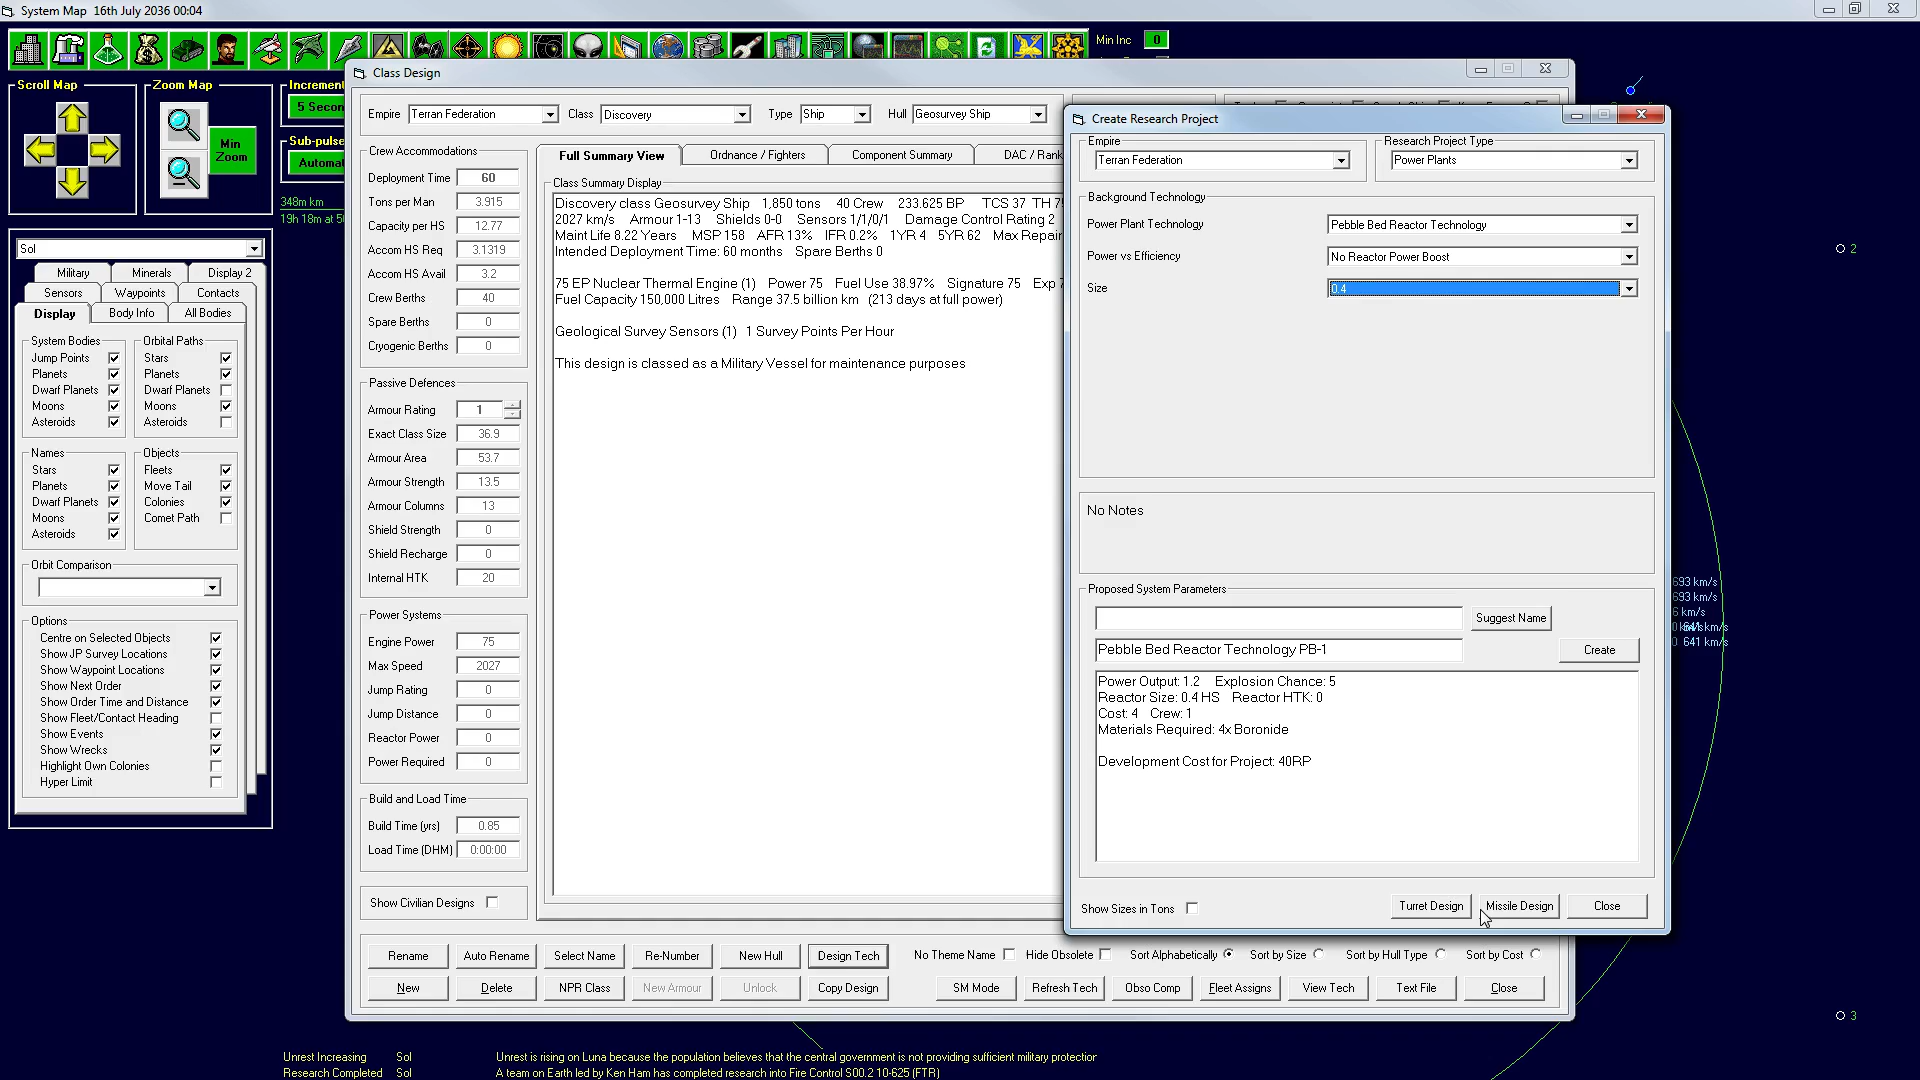 System Map   16th July 2036 00:04
Min Inc   0
Scroll Map
Zoom Map
Min
Zoom
Increment
5 Secon
Sub-pulse
Automa
348m km
Sol
Military   Minerals   Display 2
Sensors   Waypoints   Contacts
Display   Body Info   All Bodies
System Bodies   Orbital Paths
Jump Points   Stars
Planets   Planets
Dwarf Planets   Dwarf Planets
Moons   Moons
Asteroids   Asteroids
Names   Objects
Stars   Fleets
Planets   Move Tail
Dwarf Planets   Colonies
Moons   Comet Path
Asteroids
Orbit Comparison
Options
Centre on Selected Objects
Show JP Survey Locations
Show Waypoint Locations
Show Next Order
Show Order Time and Distance
Show Fleet/Contact Heading
Show Events
Show Wrecks
Highlight Own Colonies
Hyper Limit
Class Design
Empire   Terran Federation   Class   Discovery   Type   Ship   Hull   Geosurvey Ship
Crew Accommodations
Deployment Time   60
Tons per Man   3.915
Capacity per HS   12.77
Accom HS Req   3.1319
Accom HS Avail   3.2
Crew Berths   40
Spare Berths   0
Cryogenic Berths   0
Passive Defences
Armour Rating   1
Exact Class Size   36.9
Armour Area   53.7
Armour Strength   13.5
Armour Columns   13
Shield Strength   0
Shield Recharge   0
Internal HTK   20
Power Systems
Engine Power   75
Max Speed   2027
Jump Rating   0
Jump Distance   0
Reactor Power   0
Power Required   0
Build and Load Time
Build Time (yrs)   0.85
Load Time (DHM)   0:00:00
Show Civilian Designs
Full Summary View   Ordnance / Fighters   Component Summary   DAC / Rank
Class Summary Display
Discovery class Geosurvey Ship   1,850 tons   40 Crew   233.625 BP   TCS 37   TH 7
2027 km/s   Armour 1-13   Shields 0-0   Sensors 1/1/0/1   Damage Control Rating 2
Maint Life 8.22 Years   MSP 158   AFR 13%   IFR 0.2%   1YR 4   5YR 62   Max Repair
Intended Deployment Time: 60 months   Spare Berths 0
75 EP Nuclear Thermal Engine (1)   Power 75   Fuel Use 38.97%   Signature 75   Exp 7
Fuel Capacity 150,000 Litres   Range 37.5 billion km   (213 days at full power)
Geological Survey Sensors (1)   1 Survey Points Per Hour
This design is classed as a Military Vessel for maintenance purposes
Rename   Auto Rename   Select Name   Re-Number   New Hull   Design Tech   No Theme Name   Hide Obsolete   Sort Alphabetically   Sort by Size   Sort by Hull Type   Sort by Cost
New   Delete   NPR Class   New Armour   Unlock   Copy Design   SM Mode   Refresh Tech   Obso Comp   Fleet Assigns   View Tech   Text File   Close
Create Research Project
Empire   Research Project Type
Terran Federation   Power Plants
Background Technology
Power Plant Technology   Pebble Bed Reactor Technology
Power vs Efficiency   No Reactor Power Boost
Size   0.4
No Notes
Proposed System Parameters
Suggest Name
Pebble Bed Reactor Technology PB-1   Create
Power Output: 1.2   Explosion Chance: 5
Reactor Size: 0.4 HS   Reactor HTK: 0
Cost: 4   Crew: 1
Materials Required: 4x Boronide
Development Cost for Project: 40RP
Show Sizes in Tons   Turret Design   Missile Design   Close
2
693 km/s
693 km/s
641 km/s
3
Unrest Increasing   Sol   Unrest is rising on Luna because the population believes that the central government is not providing sufficient military protection
Research Completed   Sol   A team on Earth led by Ken Ham has completed research into Fire Control S00.2 10-625 (FTR)